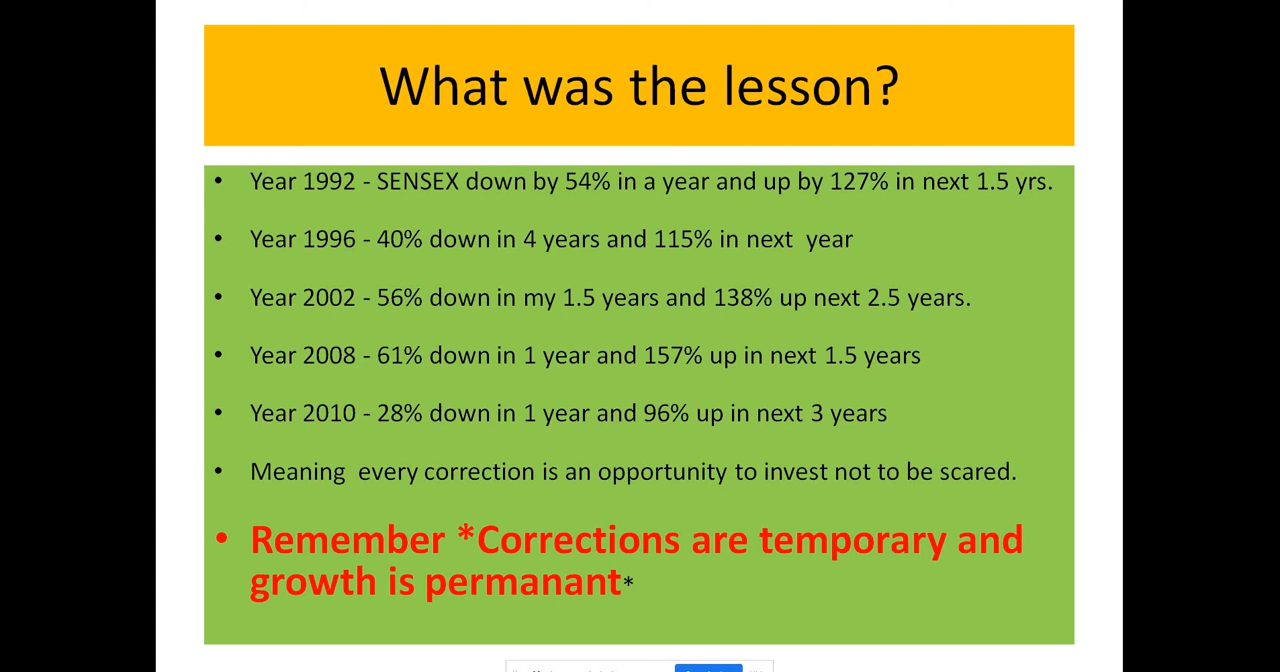 What was the lesson?
• Year 1992 - SENSEX down by 54% in a year and up by 127% in next 1.5 yrs.
• Year 1996 - 40% down in 4 years and 115% in next  year
• Year 2002 - 56% down in my 1.5 years and 138% up next 2.5 years.
• Year 2008 - 61% down in 1 year and 157% up in next 1.5 years
• Year 2010 - 28% down in 1 year and 96% up in next 3 years
• Meaning  every correction is an opportunity to invest not to be scared.
• Remember *Corrections are temporary and
growth is permanant*